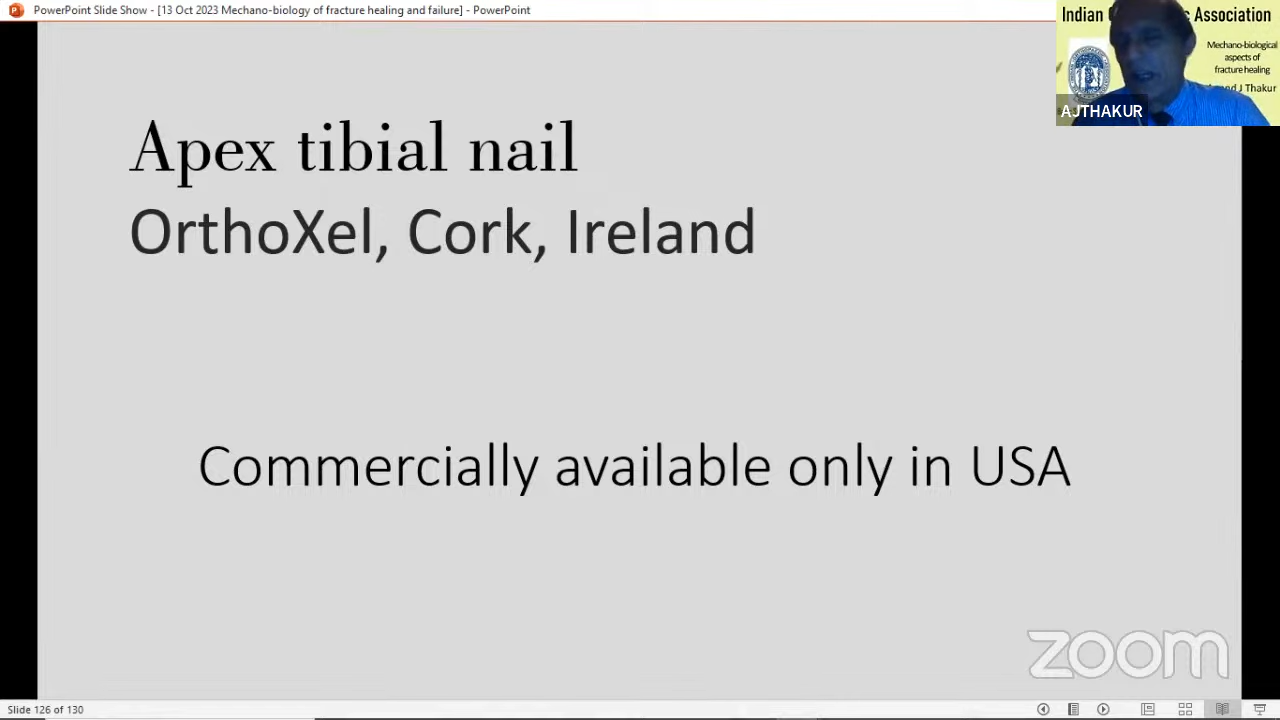 PowerPoint Slide Show - [13 Oct 2023 Mechano-biology of fracture healing and failure] - PowerPoint
Indian
Association
Mechano-biological
aspects of
fracture healing
J Thakur
AJTHAKUR
Apex tibial nail
OrthoXel, Cork, Ireland
Commercially available only in USA
zoom
Slide 126 of 130